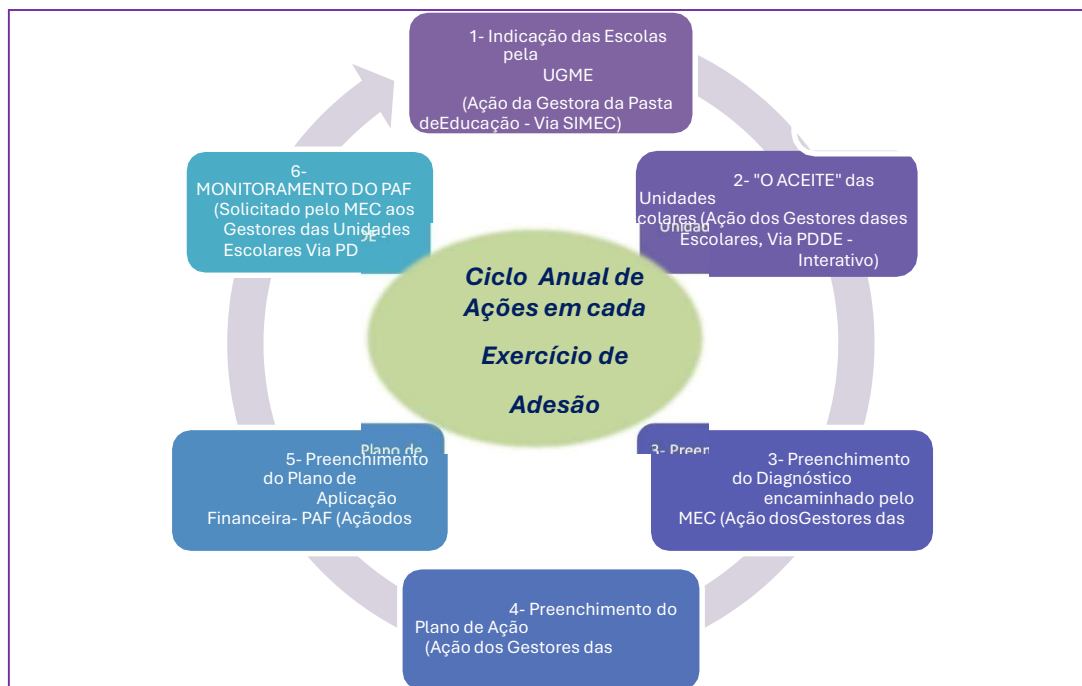 1- Indicação das Escolas
pela
UGME
(Ação da Gestora da Pasta
deEducação - Via SIMEC)
2- "O ACEITE" das
Unidades
colares (Ação dos Gestores dases
Unidad
Escolares, Via PDDE -
Interativo)
3- Preen
3- Preenchimento
do Diagnóstico
encaminhado pelo
MEC (Ação dosGestores das
4- Preenchimento do
Plano de Ação
(Ação dos Gestores das
Plano de
5- Preenchimento
do Plano de
Aplicação
Financeira- PAF (Açãodos
6-
MONITORAMENTO DO PAF
(Solicitado pelo MEC aos
Gestores das Unidades
Escolares Via PD
Ciclo Anual de
Ações em cada
Exercício de
Adesão